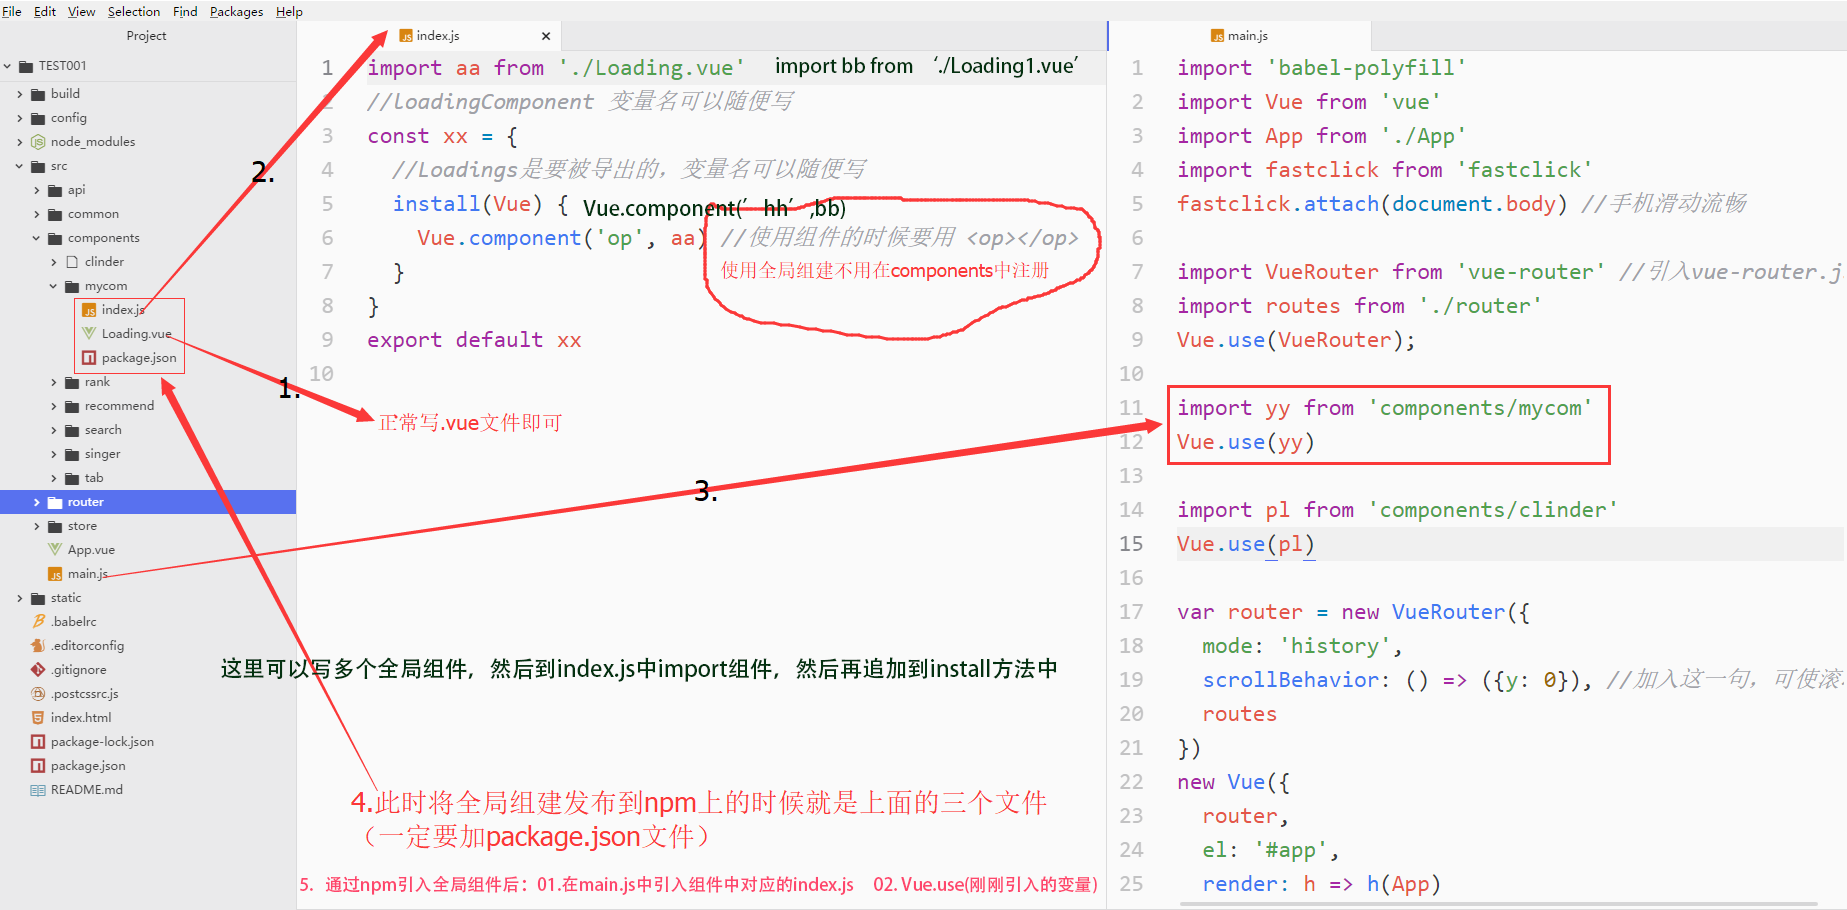 File Edit View Selection Find Packages Help
Project
TEST001
build
config
node_modules
src
api
common
components
clinder
mycom
index.js
Loading.vue
package.json
rank
recommend
search
singer
tab
router
store
App.vue
main.js
static
.babelrc
.editorconfig
.gitignore
.postcssrc.js
index.html
package-lock.json
package.json
README.md
index.js
1 import aa from './Loading.vue' import bb from ‘./Loading1.vue’
2 //loadingComponent 变量名可以随便写
3 const xx = {
4 //Loadings是要被导出的，变量名可以随便写
5 install(Vue) { Vue.component(’hh’,bb)
6 Vue.component('op', aa) //使用组件的时候要用 <op></op>
使用全局组建不用在components中注册
7 }
8 }
9 export default xx
10
2.
1.
正常写.vue文件即可
3.
这里可以写多个全局组件，然后到index.js中import组件，然后再追加到install方法中
4.此时将全局组建发布到npm上的时候就是上面的三个文件
（一定要加package.json文件）
5. 通过npm引入全局组件后：01.在main.js中引入组件中对应的index.js 02. Vue.use(刚刚引入的变量)
main.js
1 import 'babel-polyfill'
2 import Vue from 'vue'
3 import App from './App'
4 import fastclick from 'fastclick'
5 fastclick.attach(document.body) //手机滑动流畅
6
7 import VueRouter from 'vue-router' //引入vue-router.j
8 import routes from './router'
9 Vue.use(VueRouter);
10
11 import yy from 'components/mycom'
12 Vue.use(yy)
13
14 import pl from 'components/clinder'
15 Vue.use(pl)
16
17 var router = new VueRouter({
18 mode: 'history',
19 scrollBehavior: () => ({y: 0}), //加入这一句，可使滚
20 routes
21 })
22 new Vue({
23 router,
24 el: '#app',
25 render: h => h(App)